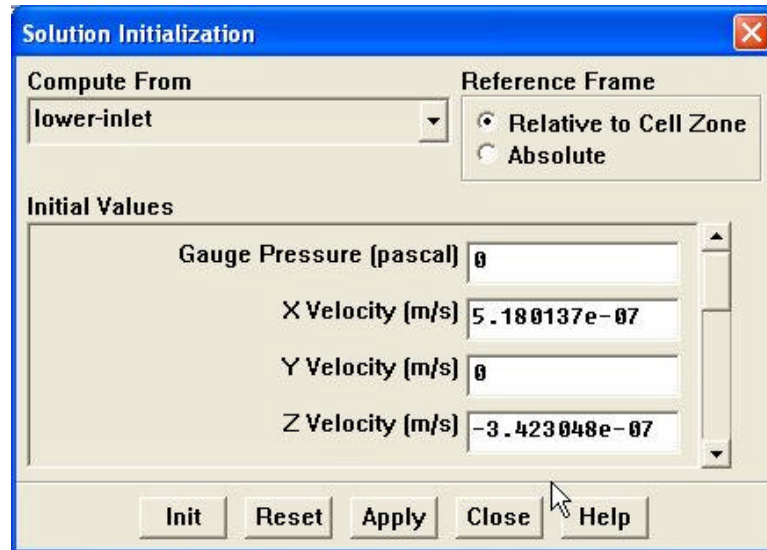 Solution Initialization
Compute From
lower-inlet
Reference Frame
Relative to Cell Zone
Absolute
Initial Values
Gauge Pressure (pascal) 0
X Velocity (m/s) 5.180137e-07
Y Velocity (m/s) 0
Z Velocity (m/s) -3.423048e-07
Init Reset Apply Close Help